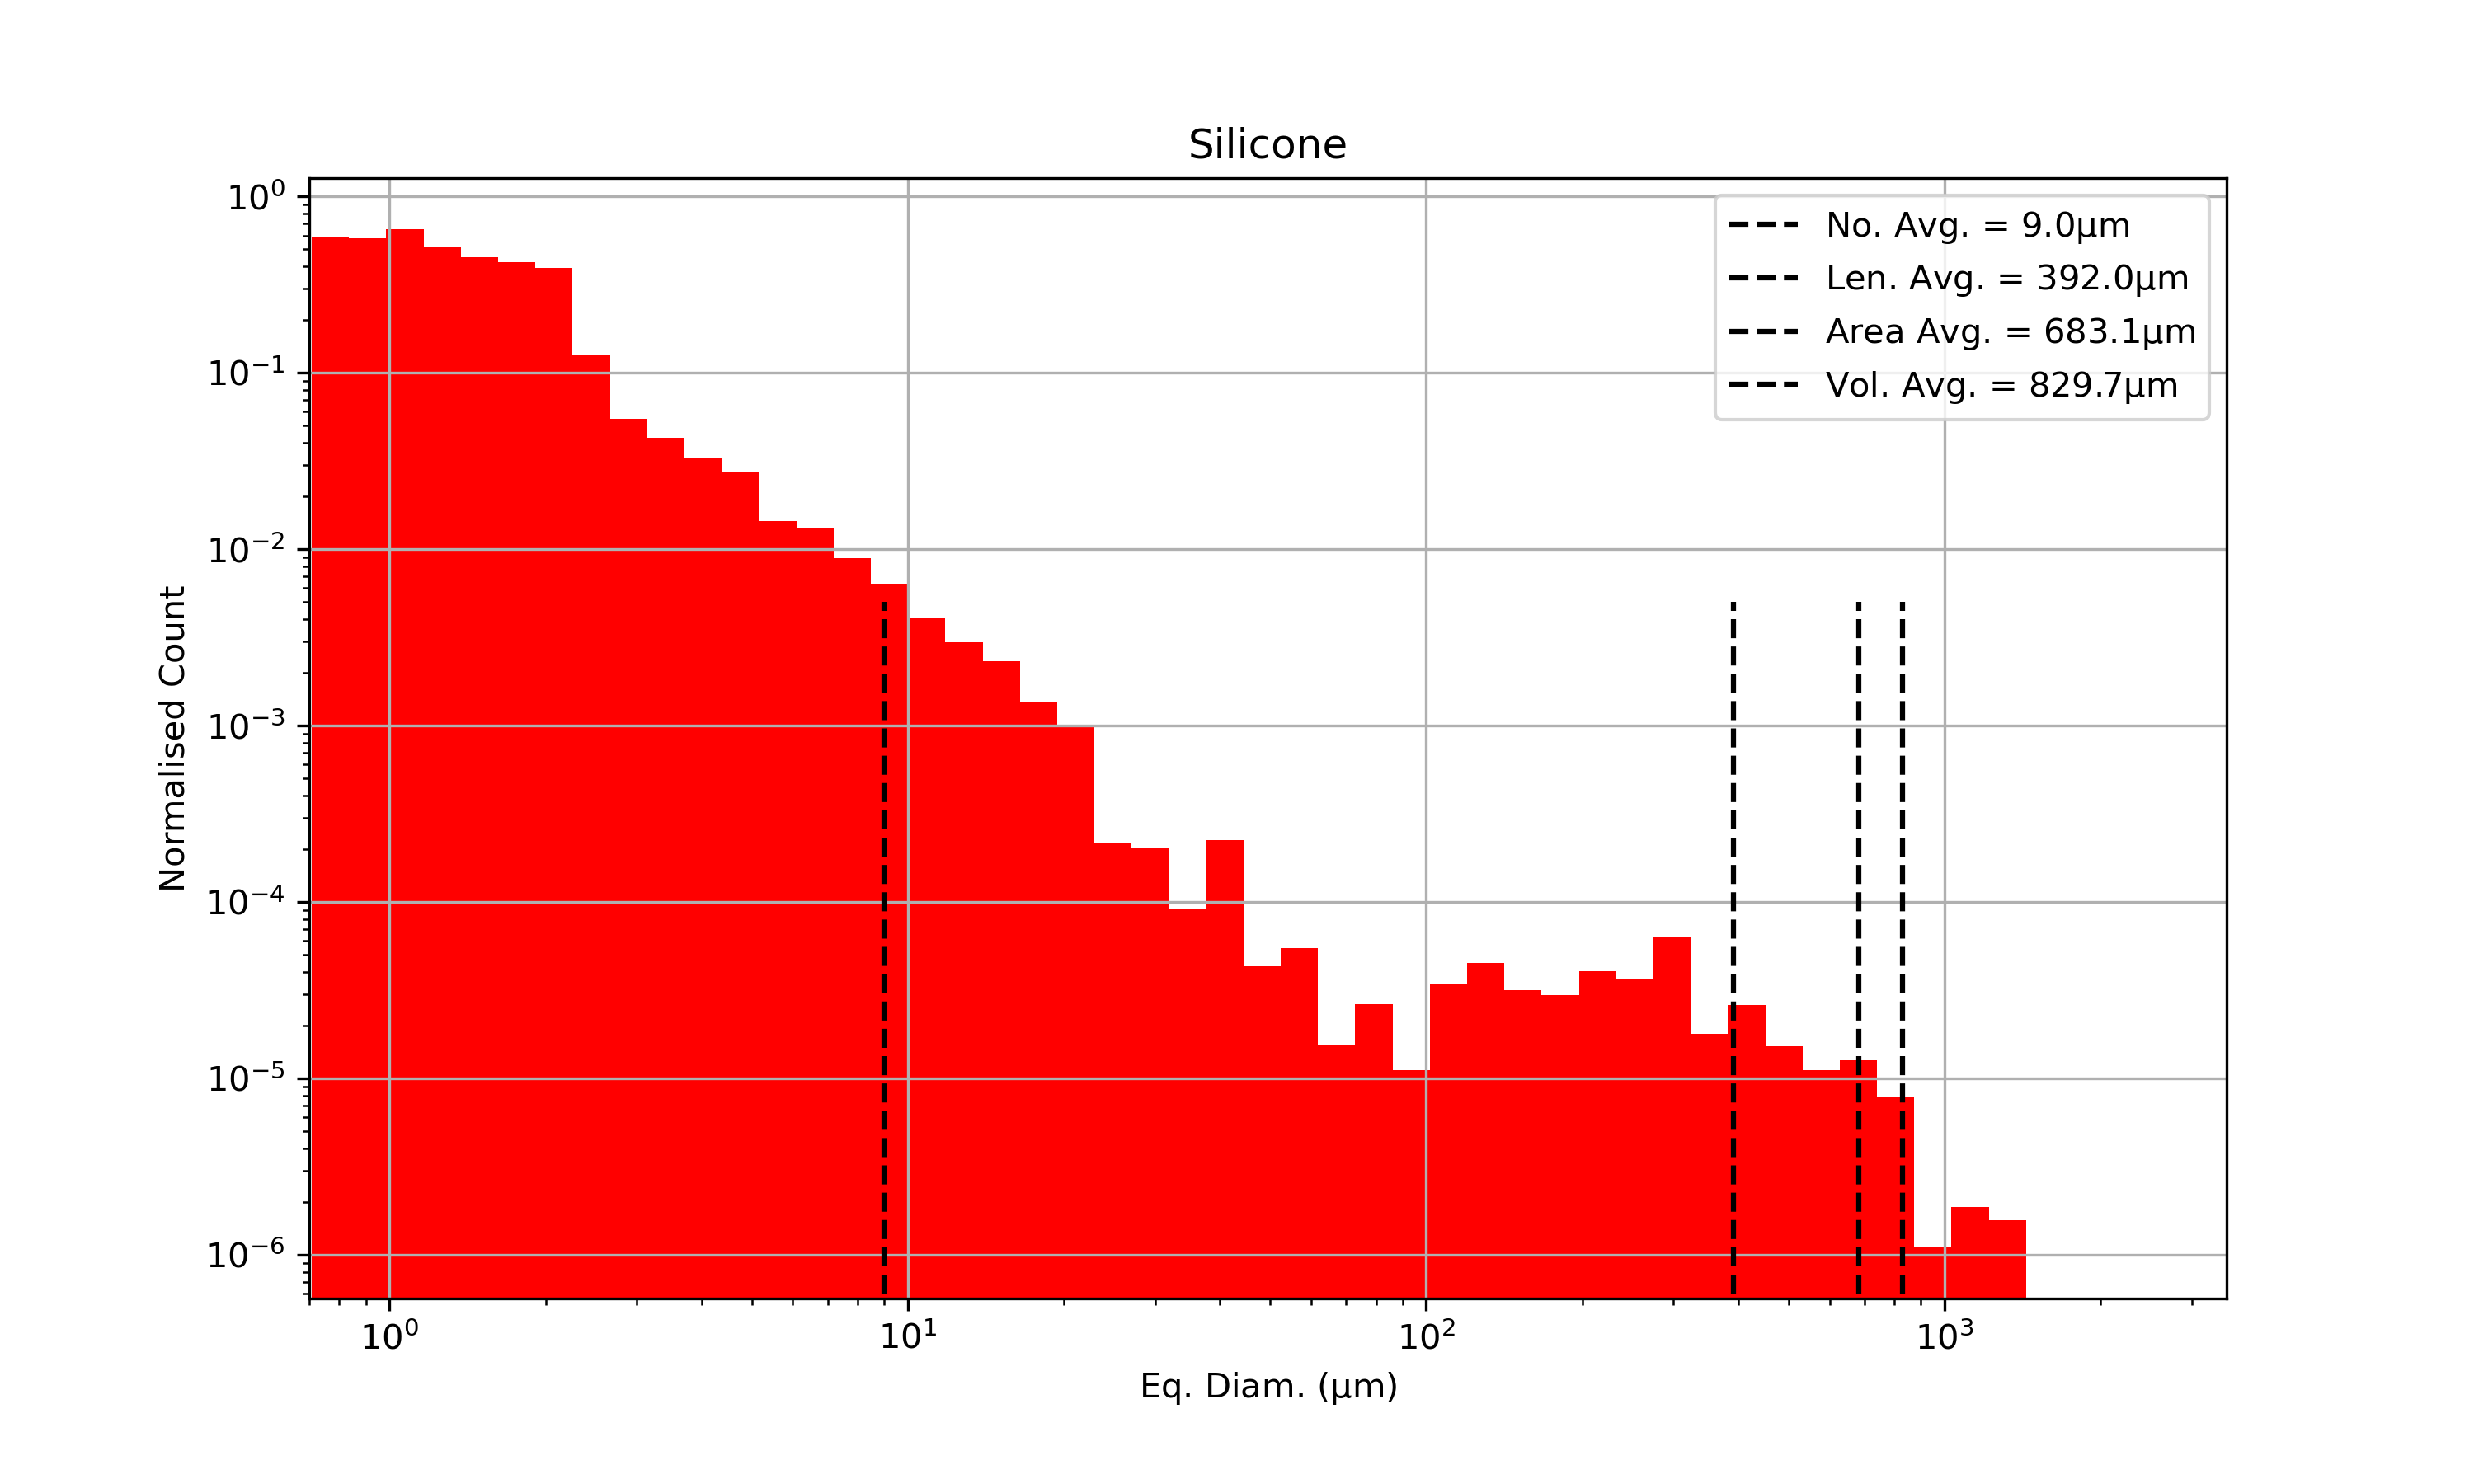 Silicone
No. Avg. = 9.0μm
Len. Avg. = 392.0μm
Area Avg. = 683.1μm
Vol. Avg. = 829.7μm
Normalised Count
10⁰
10⁻¹
10⁻²
10⁻³
10⁻⁴
10⁻⁵
10⁻⁶
10⁰ 10¹ 10² 10³
Eq. Diam. (μm)